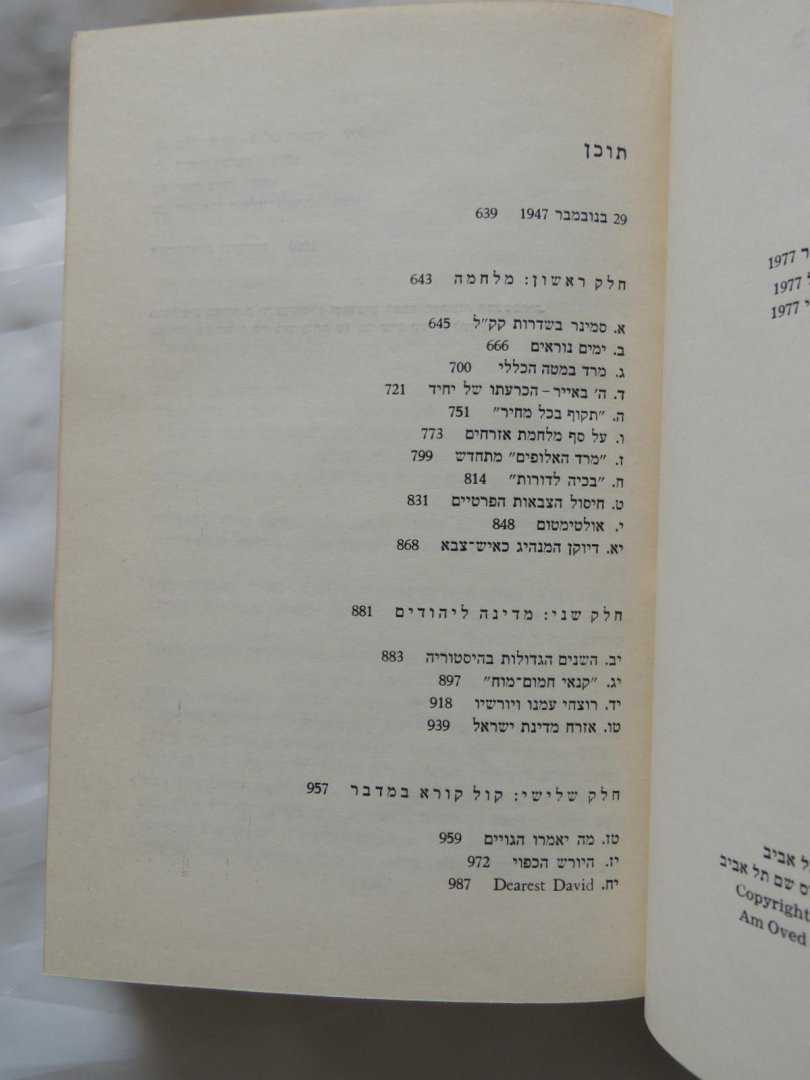 תוכן
29 בנובמבר 1947 639
חלק ראשון: מלחמה 643
א. סמינר בשדרות קק"ל 645
ב. ימים נוראים 666
ג. מרד במטה הכללי 700
ד. ה' באייר – הכרעתו של יחיד 721
ה. "תקוף בכל מחיר" 751
ו. על סף מלחמת אזרחים 773
ז. "מרד האלופים" מתחדש 799
ח. "בכיה לדורות" 814
ט. חיסול הצבאות הפרטיים 831
י. אולטימטום 848
יא. דיוקן המנהיג כאיש־צבא 868
חלק שני: מדינה ליהודים 881
יב. השנים הגדולות בהיסטוריה 883
יג. "קנאי חמום־מוח" 897
יד. רוצחי עמנו ויורשיו 918
טו. אזרח מדינת ישראל 939
חלק שלישי: קול קורא במדבר 957
טז. מה יאמרו הגויים 959
יז. היורש הכפוי 972
יח. Dearest David 987
1977
1977
1977
אביב
שם תל אביב
Copyright
Am Oved